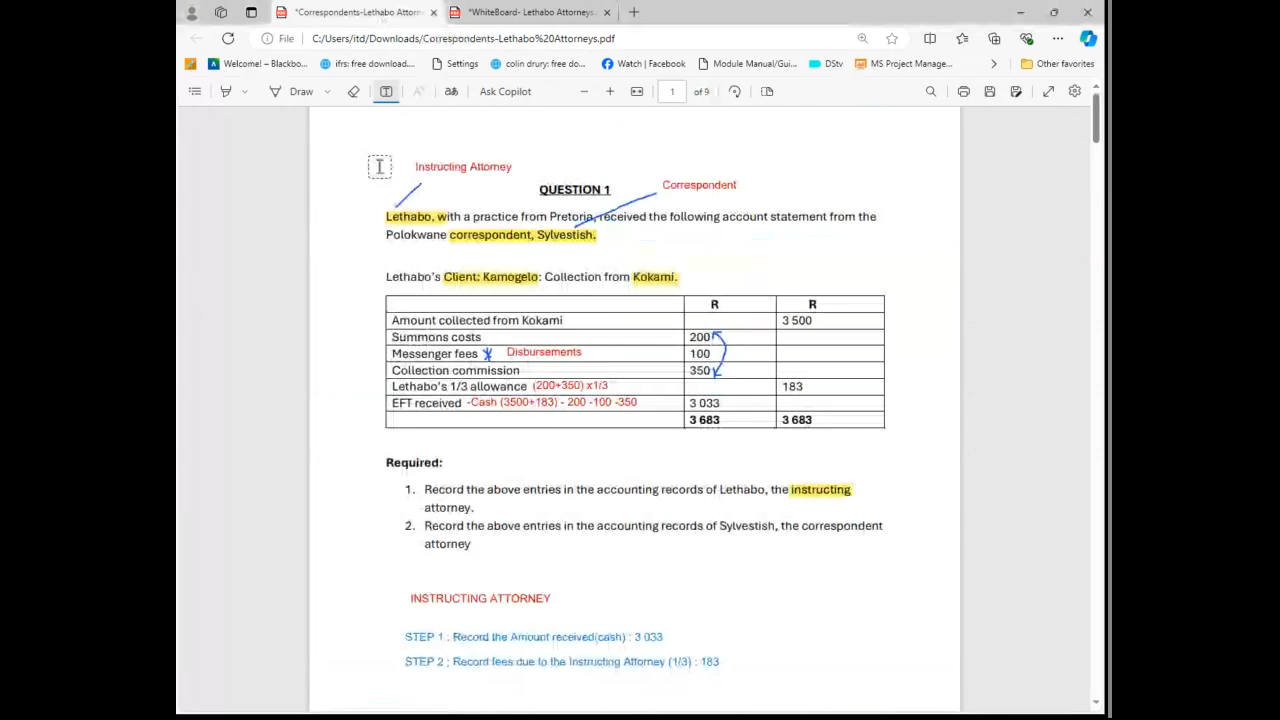 *Correspondents-Lethabo Attorn
*WhiteBoard- Lethabo Attorneys.
File C:/Users/itd/Downloads/Correspondents-Lethabo%20Attorneys.pdf
Welcome! – Blackbo...
ifrs: free download....
Settings
colin drury: free do...
Watch | Facebook
Module Manual/Gui...
DStv
MS Project Manage...
Other favorites
Draw
Ask Copilot
1 of 9
Instructing Attorney
QUESTION 1
Correspondent
Lethabo, with a practice from Pretoria, received the following account statement from the
Polokwane correspondent, Sylvestish.
Lethabo's Client: Kamogelo: Collection from Kokami.
R R
Amount collected from Kokami 3 500
Summons costs 200
Messenger fees Disbursements 100
Collection commission 350
Lethabo's 1/3 allowance (200+350) x1/3 183
EFT received -Cash (3500+183) - 200 -100 -350 3 033
3 683 3 683
Required:
1. Record the above entries in the accounting records of Lethabo, the instructing
attorney.
2. Record the above entries in the accounting records of Sylvestish, the correspondent
attorney
INSTRUCTING ATTORNEY
STEP 1 ; Record the Amount received(cash) : 3 033
STEP 2 ; Record fees due to the Instructing Attorney (1/3) : 183